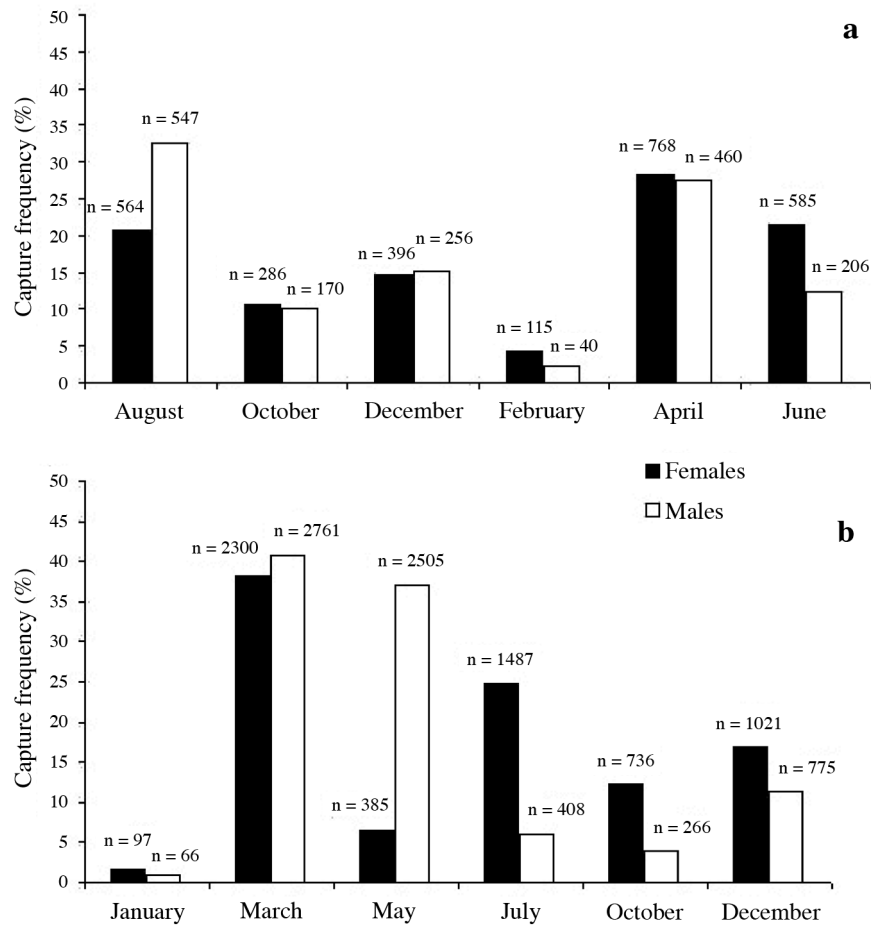 a
Capture frequency (%)
50
45
40
35
30
25
20
15
10
5
0
n = 564
n = 547
n = 286
n = 170
n = 396
n = 256
n = 115
n = 40
n = 768
n = 460
n = 585
n = 206
August
October
December
February
April
June
Females
Males
b
Capture frequency (%)
50
45
40
35
30
25
20
15
10
5
0
n = 97
n = 66
n = 2300
n = 2761
n = 385
n = 2505
n = 1487
n = 408
n = 736
n = 266
n = 1021
n = 775
January
March
May
July
October
December